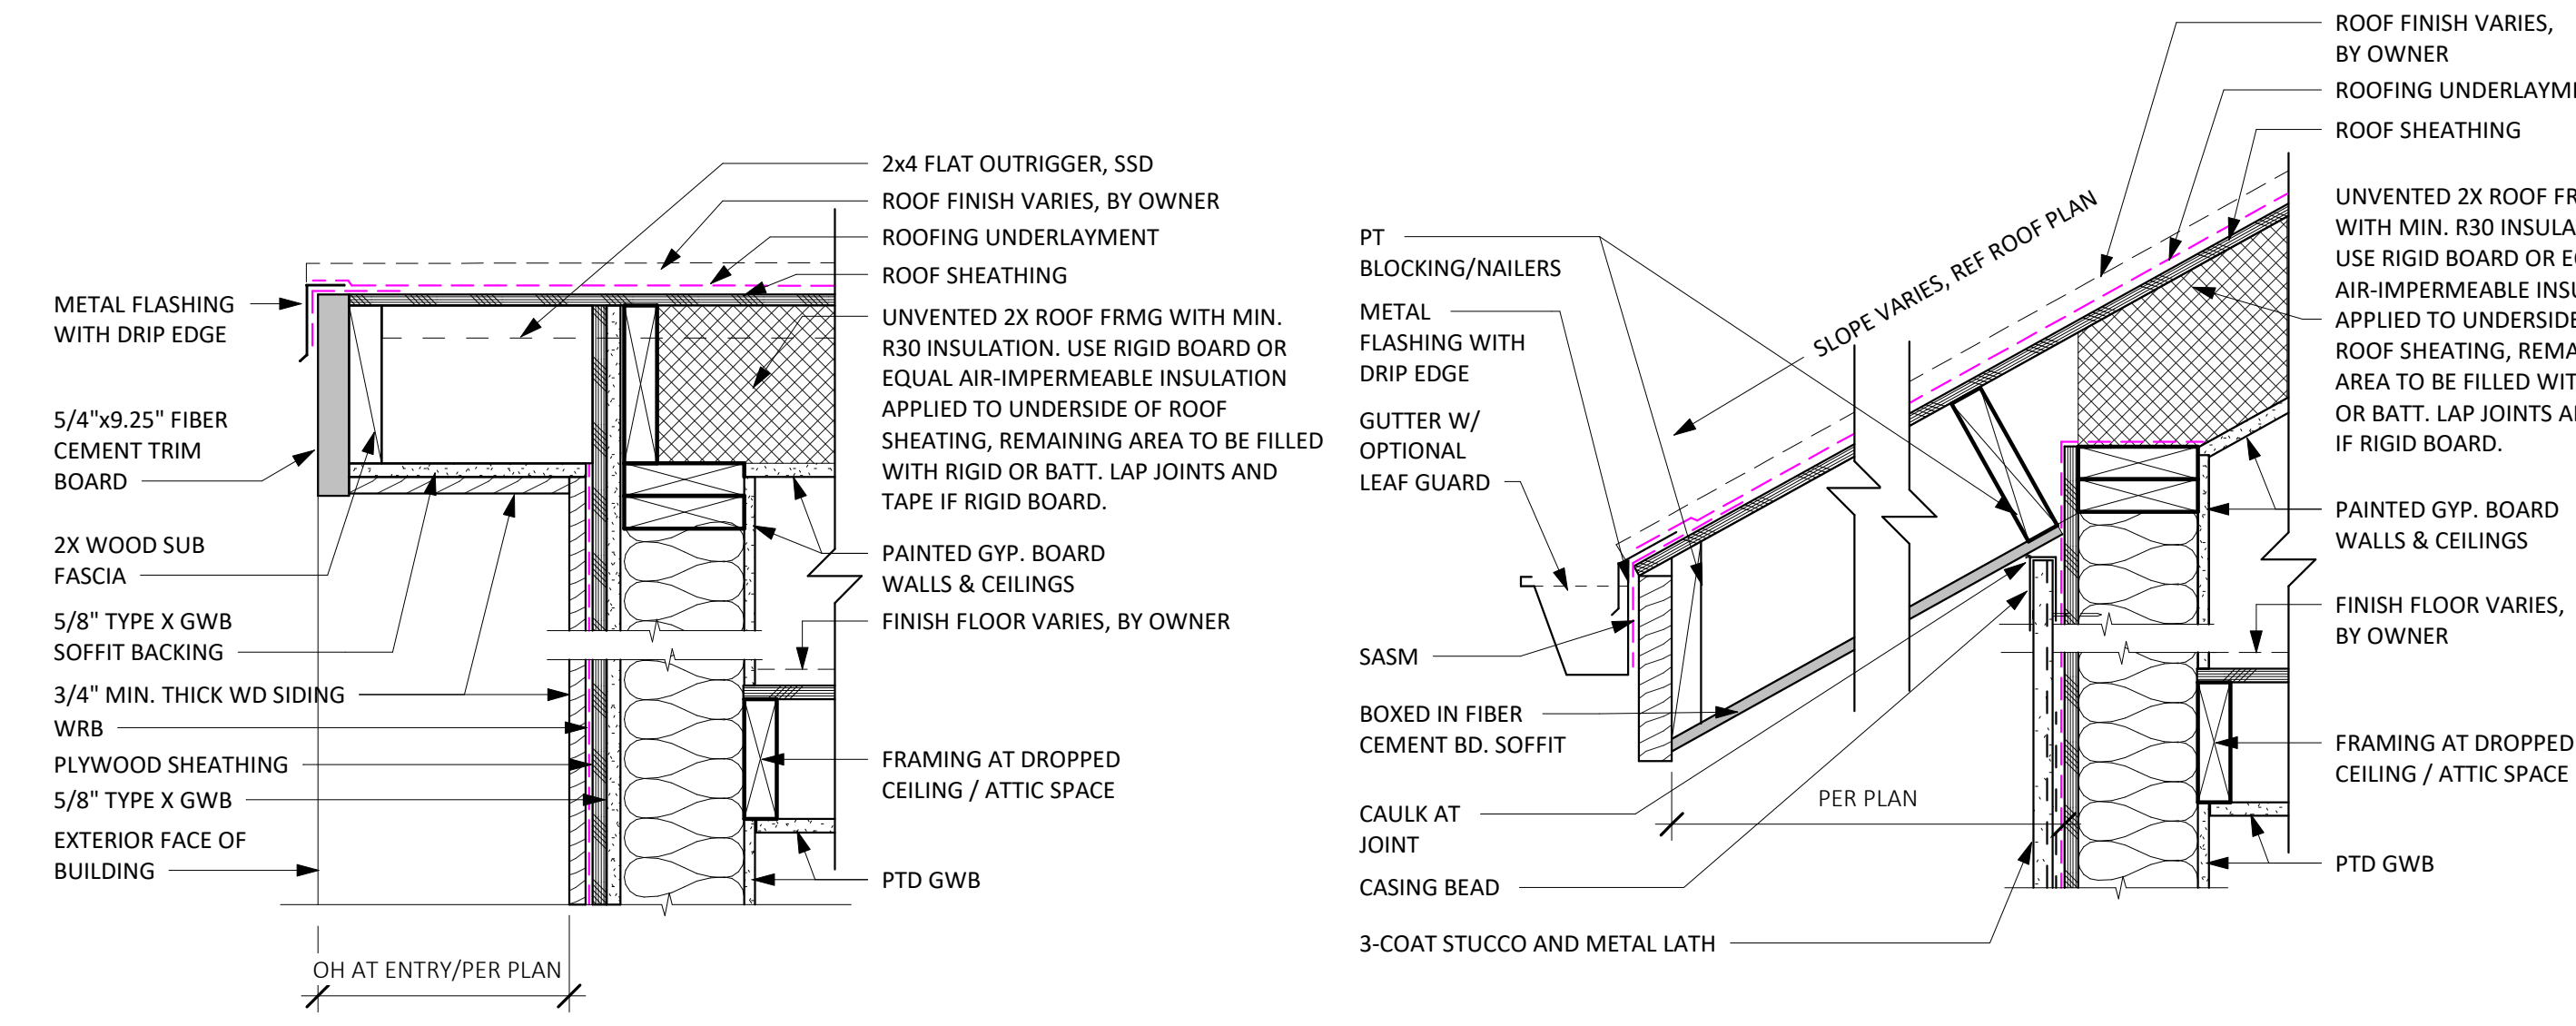 2x4 FLAT OUTRIGGER, SSD
ROOF FINISH VARIES, BY OWNER
ROOFING UNDERLAYMENT
ROOF SHEATHING
UNVENTED 2X ROOF FRMG WITH MIN.
R30 INSULATION. USE RIGID BOARD OR
EQUAL AIR-IMPERMEABLE INSULATION
APPLIED TO UNDERSIDE OF ROOF
SHEATING, REMAINING AREA TO BE FILLED
WITH RIGID OR BATT. LAP JOINTS AND
TAPE IF RIGID BOARD.
PAINTED GYP. BOARD
WALLS & CEILINGS
FINISH FLOOR VARIES, BY OWNER
FRAMING AT DROPPED
CEILING / ATTIC SPACE
PTD GWB
METAL FLASHING
WITH DRIP EDGE
5/4"x9.25" FIBER
CEMENT TRIM
BOARD
2X WOOD SUB
FASCIA
5/8" TYPE X GWB
SOFFIT BACKING
3/4" MIN. THICK WD SIDING
WRB
PLYWOOD SHEATHING
5/8" TYPE X GWB
EXTERIOR FACE OF
BUILDING
OH AT ENTRY/PER PLAN
PT
BLOCKING/NAILERS
METAL
FLASHING WITH
DRIP EDGE
GUTTER W/
OPTIONAL
LEAF GUARD
SASM
BOXED IN FIBER
CEMENT BD. SOFFIT
CAULK AT
JOINT
CASING BEAD
3-COAT STUCCO AND METAL LATH
SLOPE VARIES, REF ROOF PLAN
PER PLAN
ROOF FINISH VARIES,
BY OWNER
ROOFING UNDERLAYM
ROOF SHEATHING
UNVENTED 2X ROOF FR
WITH MIN. R30 INSULA
USE RIGID BOARD OR E
AIR-IMPERMEABLE INSU
APPLIED TO UNDERSIDE
ROOF SHEATING, REMA
AREA TO BE FILLED WIT
OR BATT. LAP JOINTS A
IF RIGID BOARD.
PAINTED GYP. BOARD
WALLS & CEILINGS
FINISH FLOOR VARIES,
BY OWNER
FRAMING AT DROPPED
CEILING / ATTIC SPACE
PTD GWB